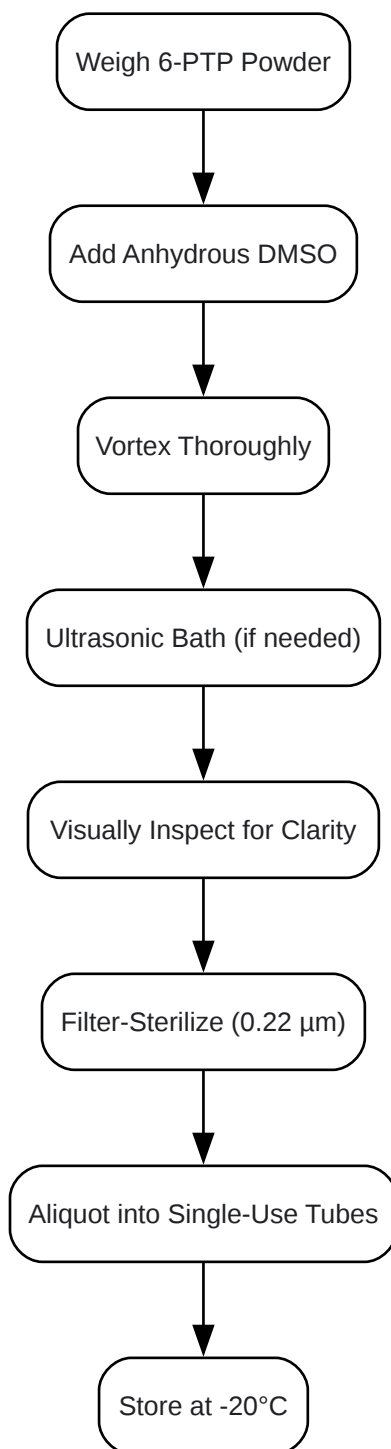 Weigh 6-PTP Powder
Add Anhydrous DMSO
Vortex Thoroughly
Ultrasonic Bath (if needed)
Visually Inspect for Clarity
Filter-Sterilize (0.22 µm)
Aliquot into Single-Use Tubes
Store at -20°C